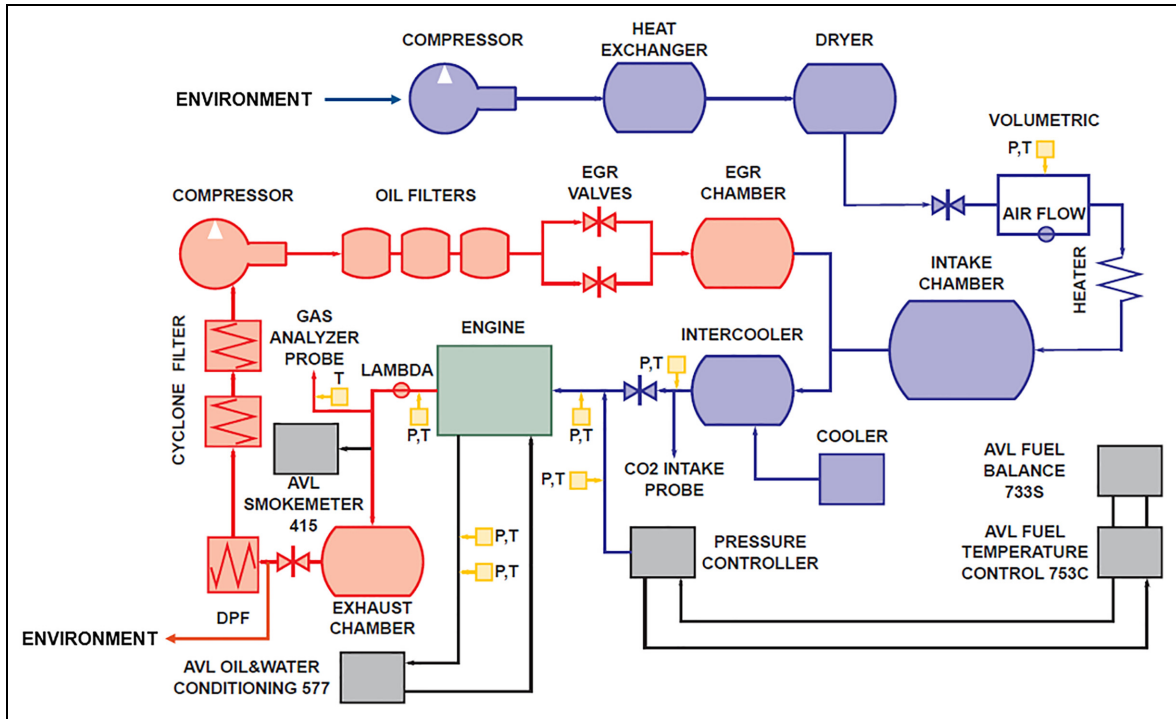 HEAT
EXCHANGER
COMPRESSOR
DRYER
ENVIRONMENT
VOLUMETRIC
P,T
AIR FLOW
HEATER
COMPRESSOR
OIL FILTERS
EGR
VALVES
EGR
CHAMBER
INTAKE
CHAMBER
CYCLONE FILTER
GAS
ANALYZER
PROBE
T
LAMBDA
P,T
ENGINE
INTERCOOLER
P,T
P,T
P,T
CO2 INTAKE
PROBE
COOLER
AVL
SMOKEMETER
415
AVL FUEL
BALANCE
733S
AVL FUEL
TEMPERATURE
CONTROL 753C
PRESSURE
CONTROLLER
P,T
P,T
DPF
EXHAUST
CHAMBER
ENVIRONMENT
AVL OIL&WATER
CONDITIONING 577